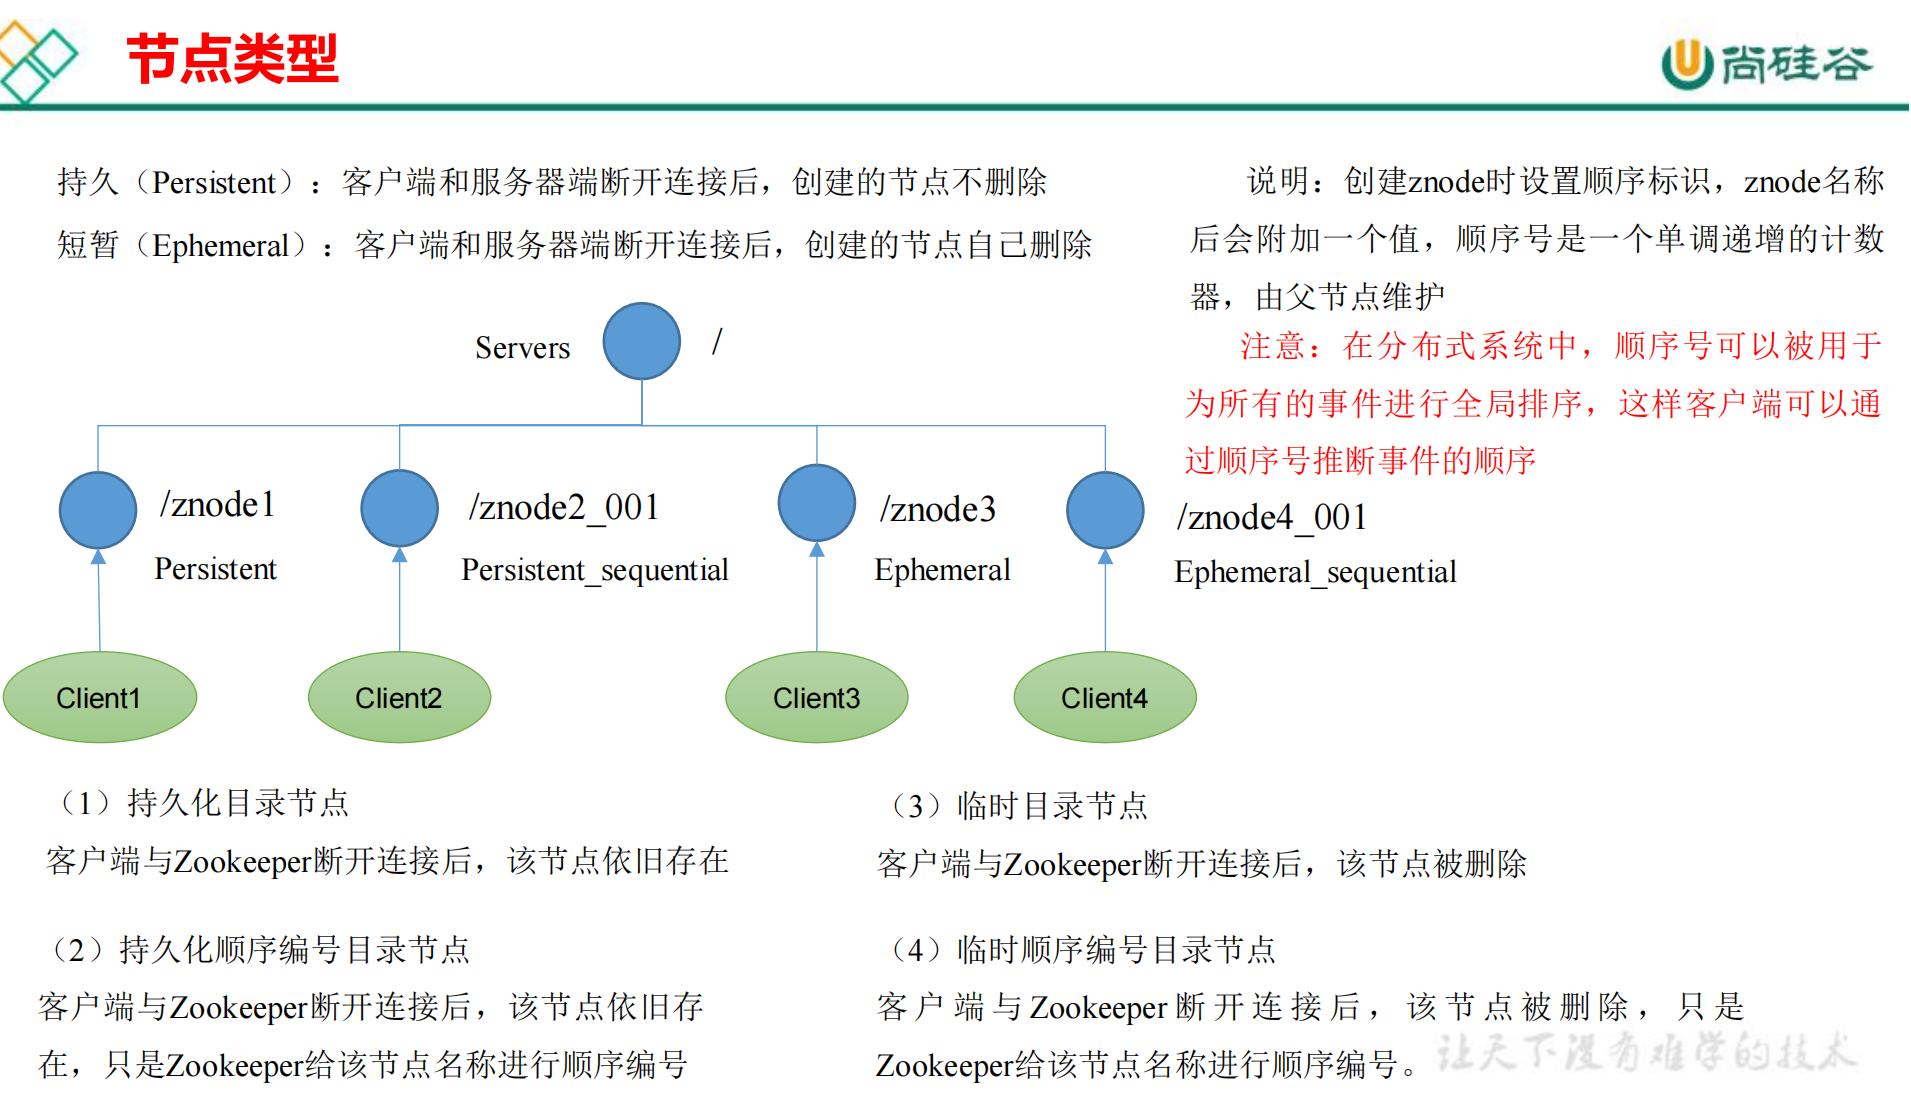 节点类型
尚硅谷
持久（Persistent）：客户端和服务器端断开连接后，创建的节点不删除
短暂（Ephemeral）：客户端和服务器端断开连接后，创建的节点自己删除
说明：创建znode时设置顺序标识，znode名称
后会附加一个值，顺序号是一个单调递增的计数
器，由父节点维护
注意：在分布式系统中，顺序号可以被用于
为所有的事件进行全局排序，这样客户端可以通
过顺序号推断事件的顺序
Servers
/
/znode1
Persistent
/znode2_001
Persistent_sequential
/znode3
Ephemeral
/znode4_001
Ephemeral_sequential
Client1
Client2
Client3
Client4
（1）持久化目录节点
客户端与Zookeeper断开连接后，该节点依旧存在
（2）持久化顺序编号目录节点
客户端与Zookeeper断开连接后，该节点依旧存
在，只是Zookeeper给该节点名称进行顺序编号
（3）临时目录节点
客户端与Zookeeper断开连接后，该节点被删除
（4）临时顺序编号目录节点
客户端与Zookeeper断开连接后，该节点被删除，只是
Zookeeper给该节点名称进行顺序编号。
让天下没有难学的技术